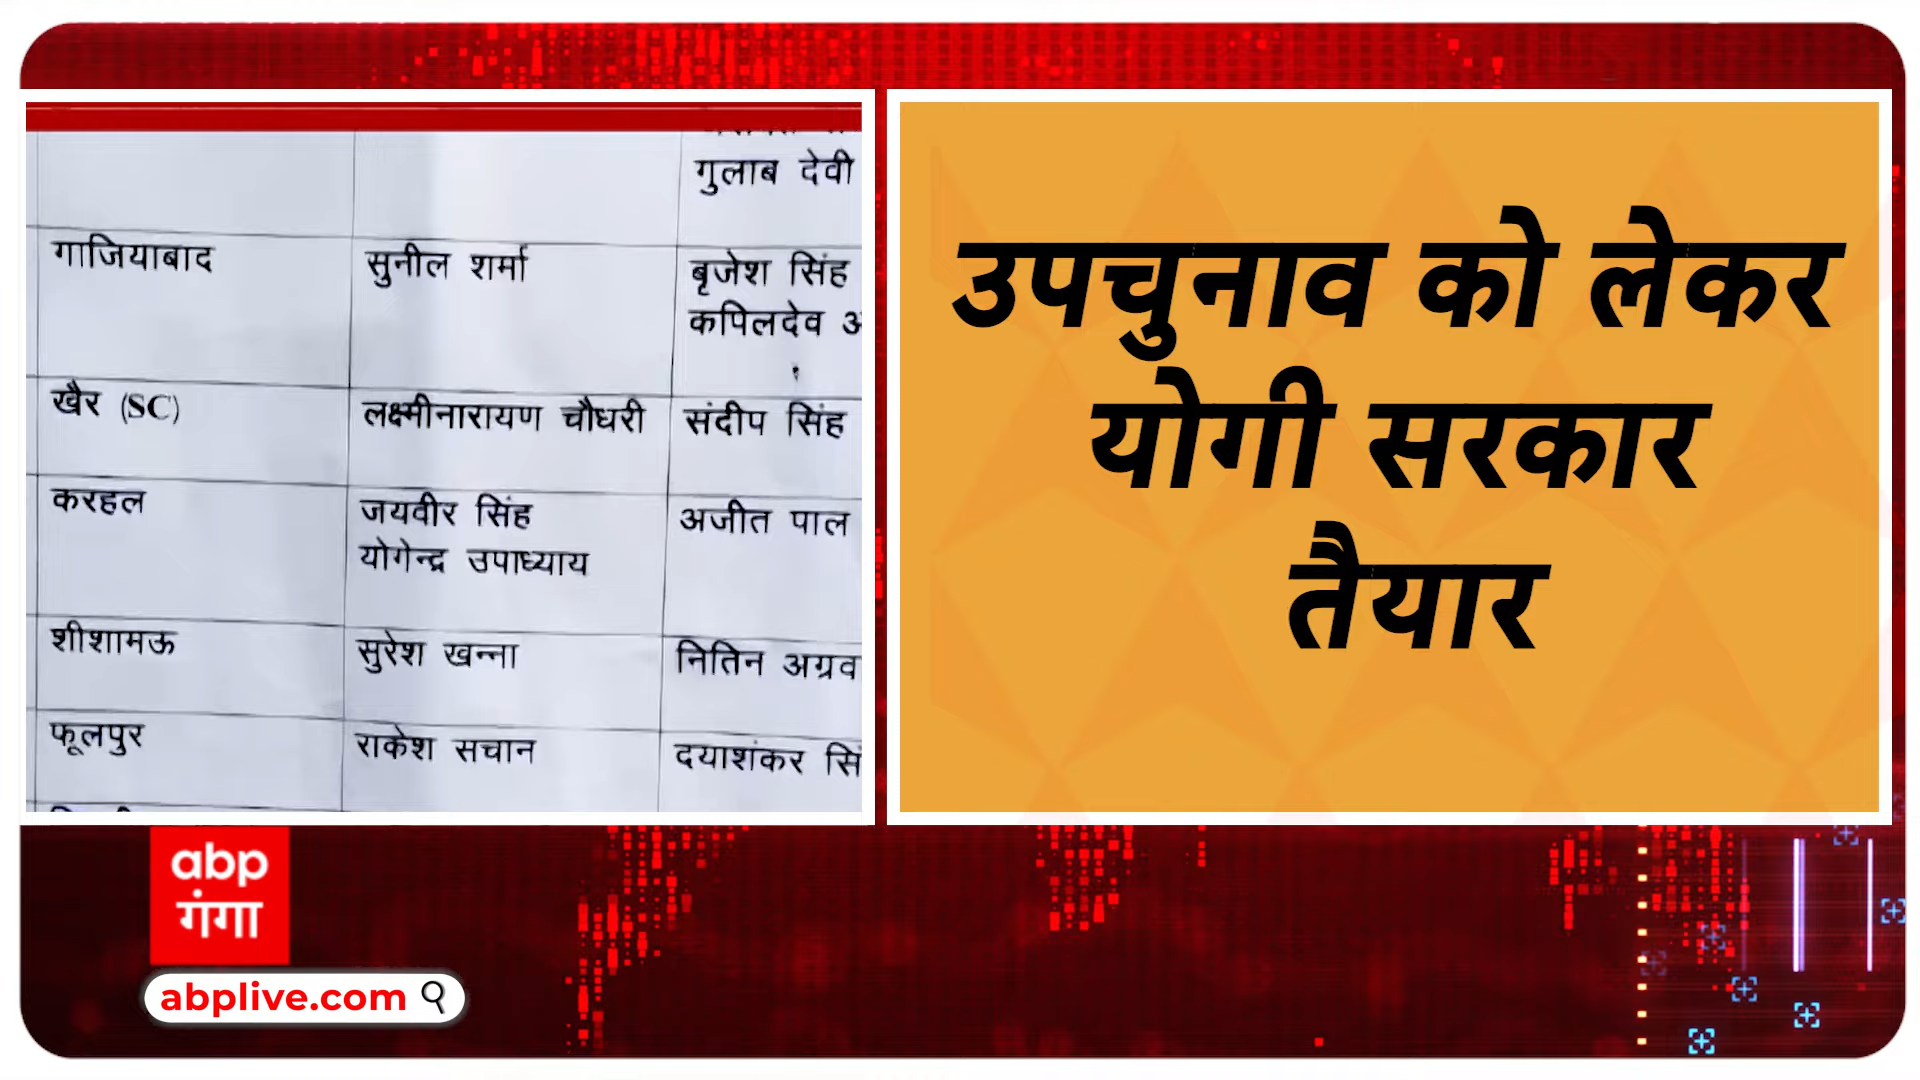 गुलाब देवी
गाजियाबाद सुनील शर्मा बृजेश सिंह
कपिलदेव
खैर (SC) लक्ष्मीनारायण चौधरी संदीप सिंह
करहल जयवीर सिंह अजीत पाल
योगेन्द्र उपाध्याय
शीशामऊ सुरेश खन्ना नितिन
फूलपुर राकेश सचान दयाशंकर
उपचुनाव को लेकर
योगी सरकार
तैयार
abp
गंगा
abplive.com